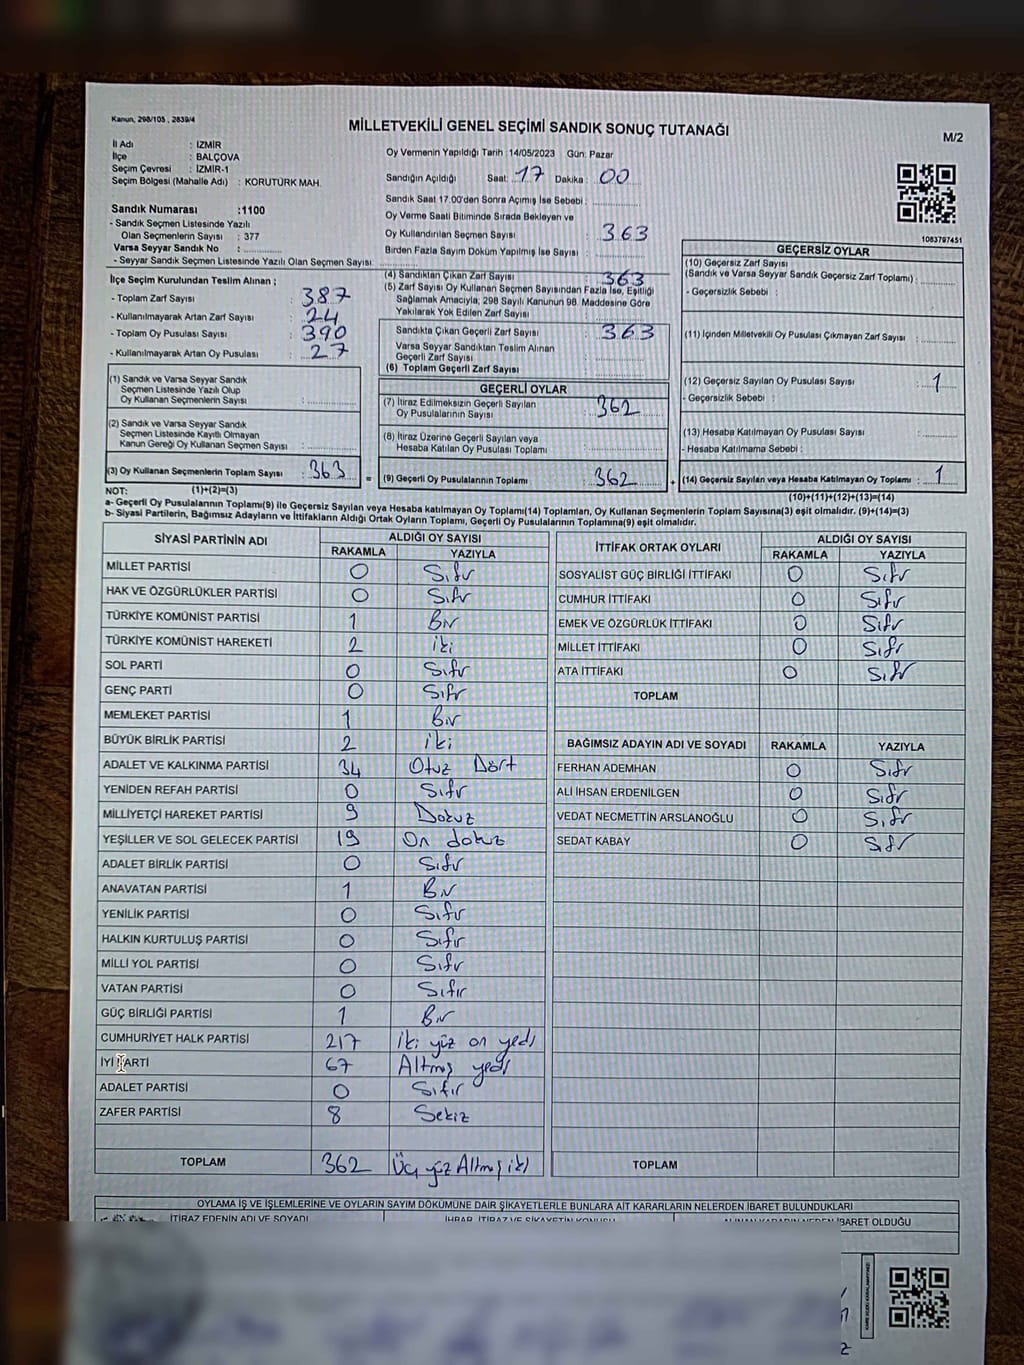 Kanun, 298/105 , 2839/4
MİLLETVEKİLİ GENEL SEÇİMİ SANDIK SONUÇ TUTANAĞI
M/2
İl Adı : İZMİR
İlçe : BALÇOVA
Seçim Çevresi : İZMİR-1
Seçim Bölgesi (Mahalle Adı) : KORUTÜRK MAH.
Sandık Numarası :1100
- Sandık Seçmen Listesinde Yazılı
Olan Seçmenlerin Sayısı : 377
Varsa Seyyar Sandık No :
- Seyyar Sandık Seçmen Listesinde Yazılı Olan Seçmen Sayısı:
Oy Vermenin Yapıldığı Tarih :14/05/2023 Gün: Pazar
Sandığın Açıldığı Saat: 17 Dakika : 00
Sandık Saat 17.00'den Sonra Açımış İse Sebebi :
Oy Verme Saati Bitiminde Sırada Bekleyen ve
Oy Kullandırılan Seçmen Sayısı : 363
Birden Fazla Sayım Döküm Yapılmış İse Sayısı :
1083797451
İlçe Seçim Kurulundan Teslim Alınan ;
- Toplam Zarf Sayısı : 387
- Kullanılmayarak Artan Zarf Sayısı : 24
- Toplam Oy Pusulası Sayısı : 390
- Kullanılmayarak Artan Oy Pusulası : 27
(4) Sandıktan Çıkan Zarf Sayısı : 363
(5) Zarf Sayısı Oy Kullanan Seçmen Sayısından Fazla İse, Eşitliği
Sağlamak Amacıyla; 298 Sayılı Kanunun 98. Maddesine Göre
Yakılarak Yok Edilen Zarf Sayısı :
Sandıkta Çıkan Geçerli Zarf Sayısı : 363
Varsa Seyyar Sandıktan Teslim Alınan
Geçerli Zarf Sayısı :
(6) Toplam Geçerli Zarf Sayısı :
GEÇERSİZ OYLAR
(10) Geçersiz Zarf Sayısı
(Sandık ve Varsa Seyyar Sandık Geçersiz Zarf Toplamı) :
- Geçersizlik Sebebi :
(11) İçinden Milletvekili Oy Pusulası Çıkmayan Zarf Sayısı :
(12) Geçersiz Sayılan Oy Pusulası Sayısı : 1
- Geçersizlik Sebebi :
(13) Hesaba Katılmayan Oy Pusulası Sayısı :
- Hesaba Katılmama Sebebi :
(14) Geçersiz Sayılan veya Hesaba Katılmayan Oy Toplamı : 1
(10)+(11)+(12)+(13)=(14)
(1) Sandık ve Varsa Seyyar Sandık
Seçmen Listesinde Yazılı Olup
Oy Kullanan Seçmenlerin Sayısı :
(2) Sandık ve Varsa Seyyar Sandık
Seçmen Listesinde Kayıtlı Olmayan
Kanun Gereği Oy Kullanan Seçmen Sayısı :
(3) Oy Kullanan Seçmenlerin Toplam Sayısı : 363 =
(1)+(2)=(3)
GEÇERLİ OYLAR
(7) İtiraz Edilmeksizin Geçerli Sayılan
Oy Pusulalarının Sayısı : 362
(8) İtiraz Üzerine Geçerli Sayılan veya
Hesaba Katılan Oy Pusulası Toplamı :
(9) Geçerli Oy Pusulalarının Toplamı : 362 +
NOT:
a- Geçerli Oy Pusulalarının Toplamı(9) ile Geçersiz Sayılan veya Hesaba katılmayan Oy Toplamı(14) Toplamları, Oy Kullanan Seçmenlerin Toplam Sayısına(3) eşit olmalıdır. (9)+(14)=(3)
b- Siyasi Partilerin, Bağımsız Adayların ve İttifakların Aldığı Ortak Oyların Toplamı, Geçerli Oy Pusulalarının Toplamına(9) eşit olmalıdır.
SİYASİ PARTİNİN ADI ALDIĞI OY SAYISI
RAKAMLA YAZIYLA
MİLLET PARTİSİ 0 Sıfır
HAK VE ÖZGÜRLÜKLER PARTİSİ 0 Sıfır
TÜRKİYE KOMÜNİST PARTİSİ 1 Bir
TÜRKİYE KOMÜNİST HAREKETİ 2 iki
SOL PARTİ 0 Sıfır
GENÇ PARTİ 0 Sıfır
MEMLEKET PARTİSİ 1 Bir
BÜYÜK BİRLİK PARTİSİ 2 iki
ADALET VE KALKINMA PARTİSİ 34 Otuz Dört
YENİDEN REFAH PARTİSİ 0 Sıfır
MİLLİYETÇİ HAREKET PARTİSİ 9 Dokuz
YEŞİLLER VE SOL GELECEK PARTİSİ 19 On dokuz
ADALET BİRLİK PARTİSİ 0 Sıfır
ANAVATAN PARTİSİ 1 Bir
YENİLİK PARTİSİ 0 Sıfır
HALKIN KURTULUŞ PARTİSİ 0 Sıfır
MİLLİ YOL PARTİSİ 0 Sıfır
VATAN PARTİSİ 0 Sıfır
GÜÇ BİRLİĞİ PARTİSİ 1 Bir
CUMHURİYET HALK PARTİSİ 217 iki yüz on yedi
İYİ PARTİ 67 Altmış yedi
ADALET PARTİSİ 0 Sıfır
ZAFER PARTİSİ 8 Sekiz
TOPLAM 362 Üç yüz Altmış iki
İTTİFAK ORTAK OYLARI ALDIĞI OY SAYISI
RAKAMLA YAZIYLA
SOSYALİST GÜÇ BİRLİĞİ İTTİFAKI 0 Sıfır
CUMHUR İTTİFAKI 0 Sıfır
EMEK VE ÖZGÜRLÜK İTTİFAKI 0 Sıfır
MİLLET İTTİFAKI 0 Sıfır
ATA İTTİFAKI 0 Sıfır
TOPLAM
BAĞIMSIZ ADAYIN ADI VE SOYADI RAKAMLA YAZIYLA
FERHAN ADEMHAN 0 Sıfır
ALİ İHSAN ERDENİLGEN 0 Sıfır
VEDAT NECMETTİN ARSLANOĞLU 0 Sıfır
SEDAT KABAY 0 Sıfır
TOPLAM
OYLAMA İŞ VE İŞLEMLERİNE VE OYLARIN SAYIM DÖKÜMÜNE DAİR ŞİKAYETLERLE BUNLARA AİT KARARLARIN NELERDEN İBARET BULUNDUKLARI
İTİRAZ EDENİN ADI VE SOYADI